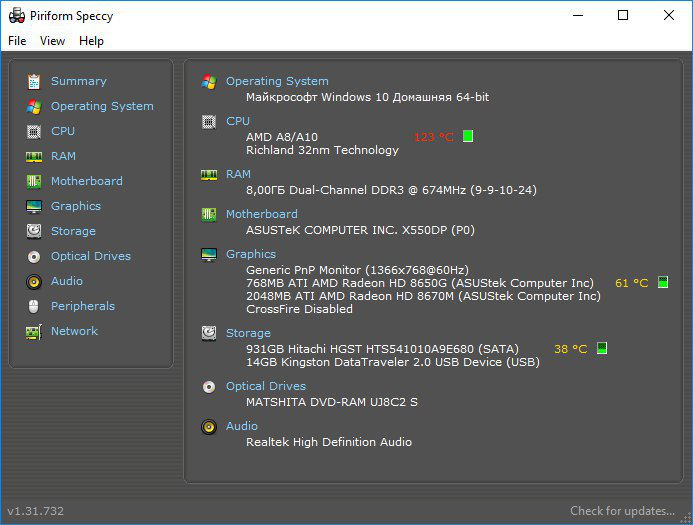 Piriform Speccy
File View Help
Summary
Operating System
CPU
RAM
Motherboard
Graphics
Storage
Optical Drives
Audio
Peripherals
Network
Operating System
Майкрософт Windows 10 Домашняя 64-bit
CPU
AMD A8/A10 123 °C
Richland 32nm Technology
RAM
8,00ГБ Dual-Channel DDR3 @ 674MHz (9-9-10-24)
Motherboard
ASUSTeK COMPUTER INC. X550DP (P0)
Graphics
Generic PnP Monitor (1366x768@60Hz)
768MB ATI AMD Radeon HD 8650G (ASUStek Computer Inc) 61 °C
2048MB ATI AMD Radeon HD 8670M (ASUStek Computer Inc)
CrossFire Disabled
Storage
931GB Hitachi HGST HTS541010A9E680 (SATA) 38 °C
14GB Kingston DataTraveler 2.0 USB Device (USB)
Optical Drives
MATSHITA DVD-RAM UJ8C2 S
Audio
Realtek High Definition Audio
v1.31.732 Check for updates...